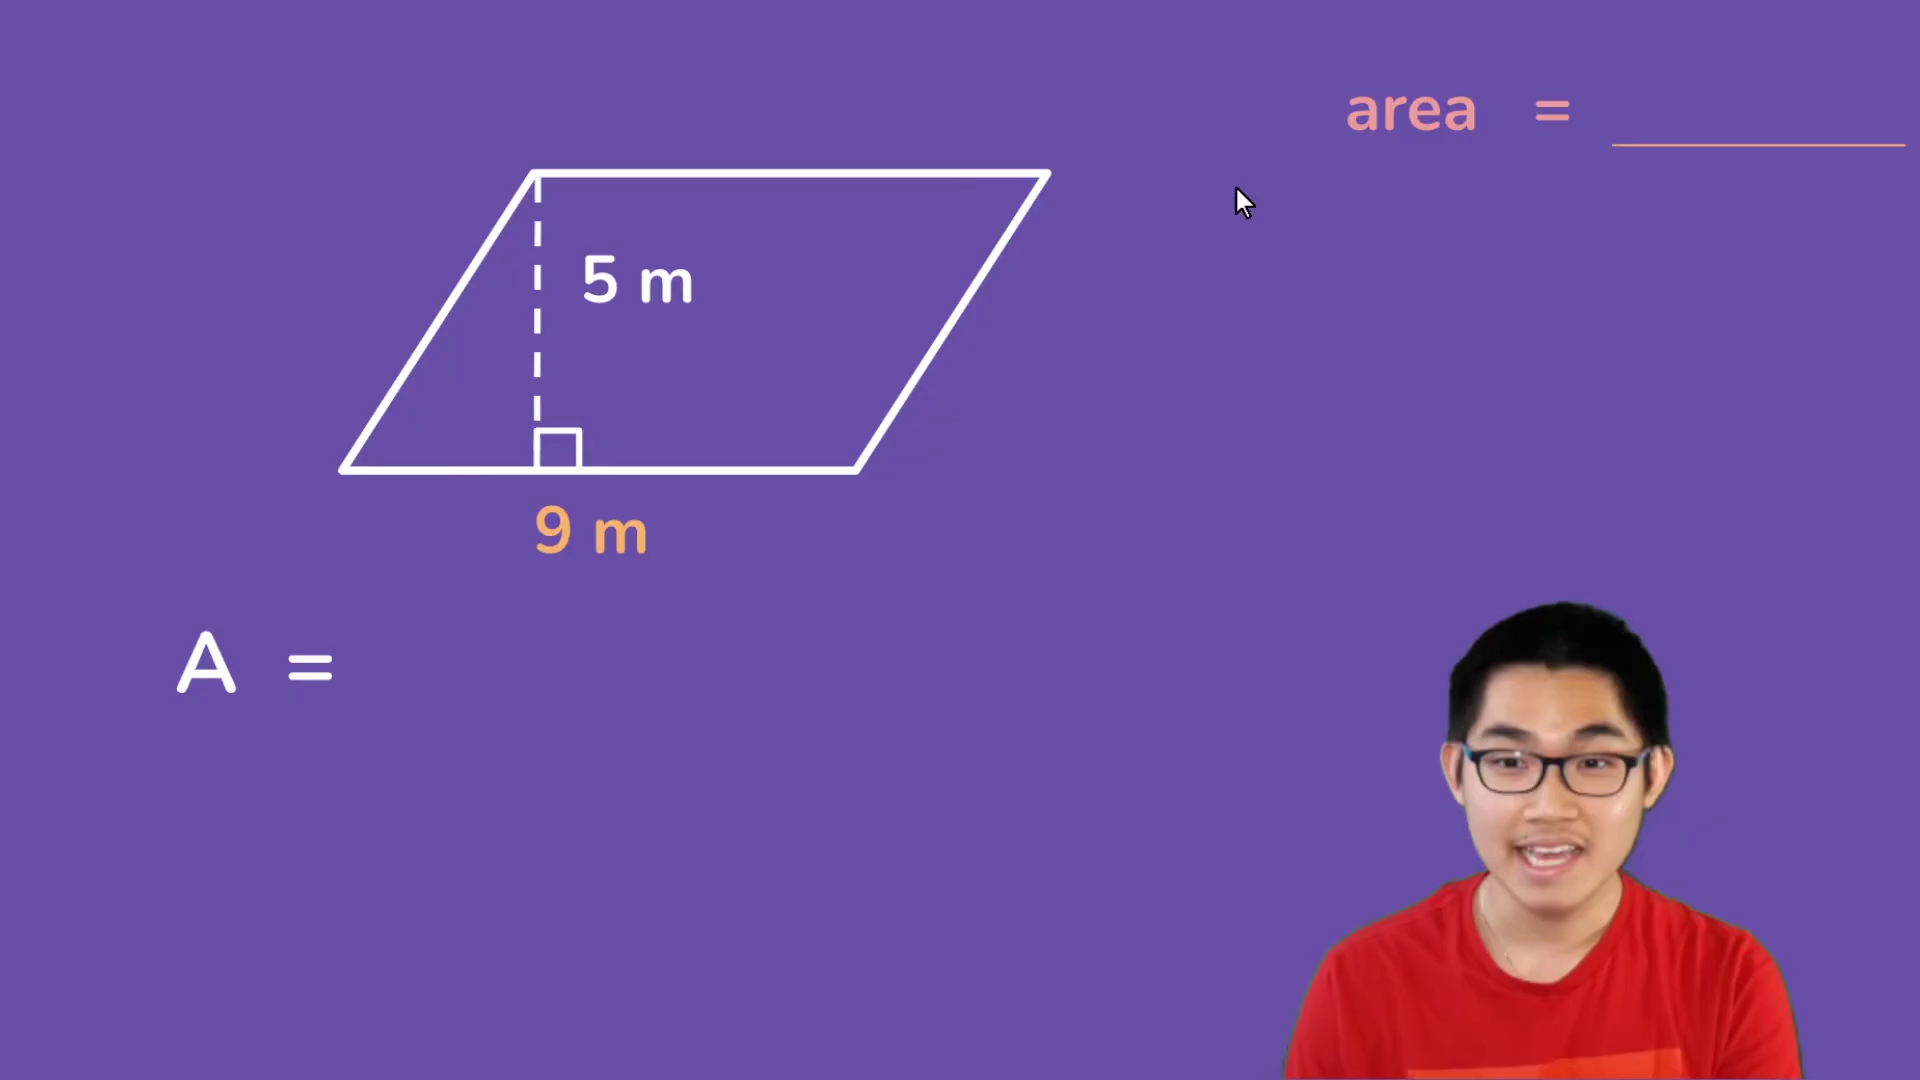 area = 
5 m
9 m
A =